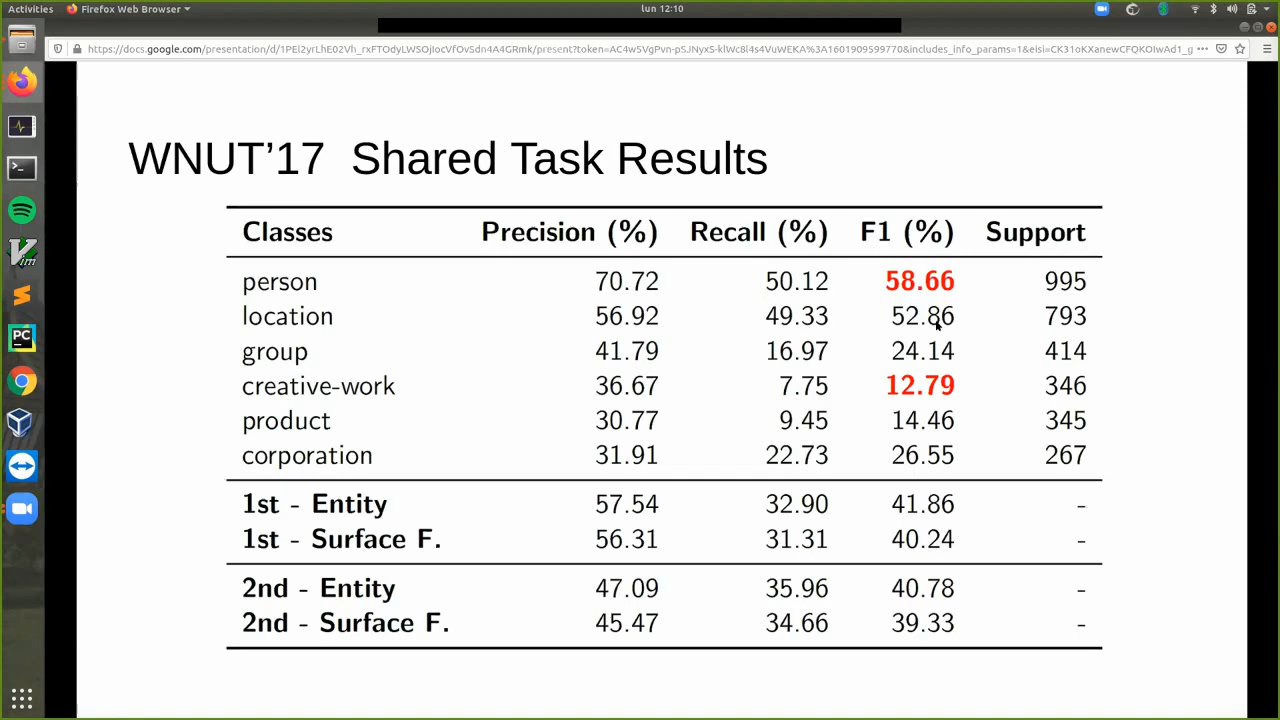 Activities Firefox Web Browser lun 12:10
WNUT’17 Shared Task Results
Classes Precision (%) Recall (%) F1 (%) Support
person 70.72 50.12 58.66 995
location 56.92 49.33 52.86 793
group 41.79 16.97 24.14 414
creative-work 36.67 7.75 12.79 346
product 30.77 9.45 14.46 345
corporation 31.91 22.73 26.55 267
1st - Entity 57.54 32.90 41.86 -
1st - Surface F. 56.31 31.31 40.24 -
2nd - Entity 47.09 35.96 40.78 -
2nd - Surface F. 45.47 34.66 39.33 -
PC